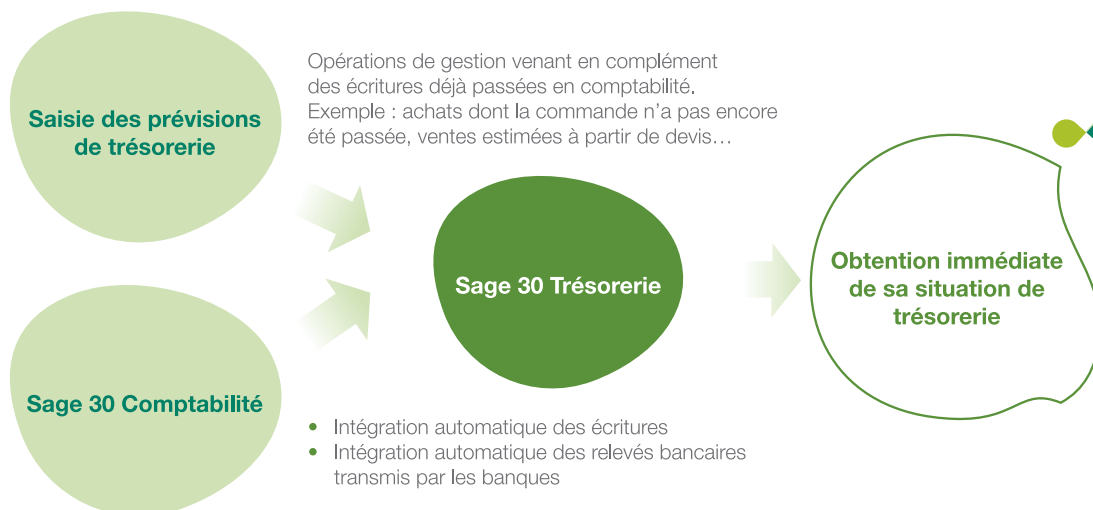 Saisie des prévisions
de trésorerie
Opérations de gestion venant en complément
des écritures déjà passées en comptabilité.
Exemple : achats dont la commande n’a pas encore
été passée, ventes estimées à partir de devis…
Sage 30 Trésorerie
Obtention immédiate
de sa situation de
trésorerie
Sage 30 Comptabilité
• Intégration automatique des écritures
• Intégration automatique des relevés bancaires
transmis par les banques